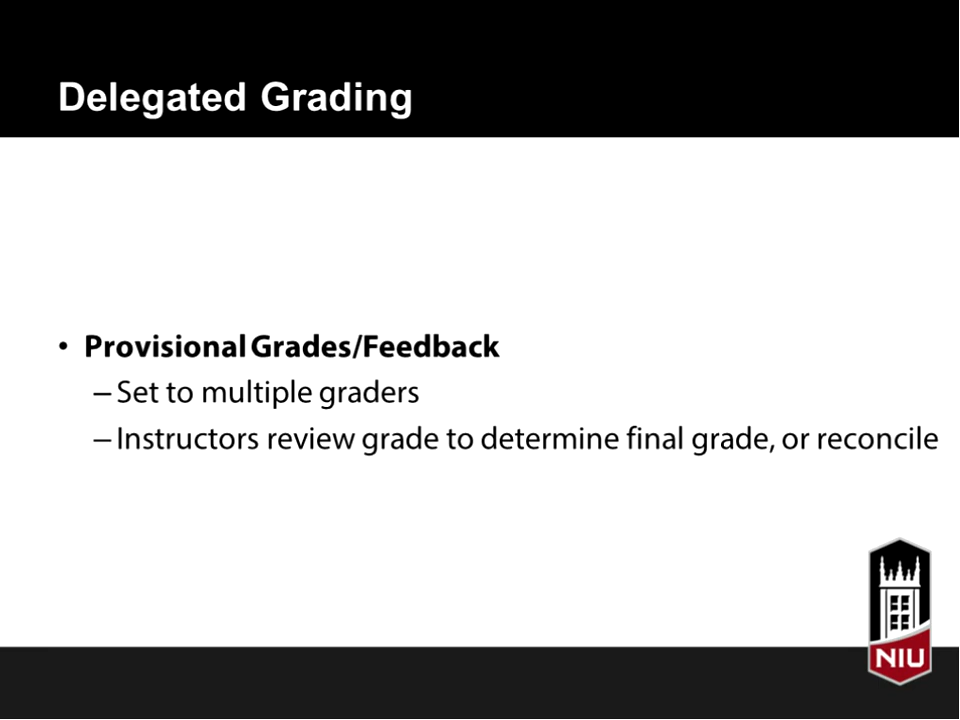 Delegated Grading
• Provisional Grades/Feedback
– Set to multiple graders
– Instructors review grade to determine final grade, or reconcile
NIU